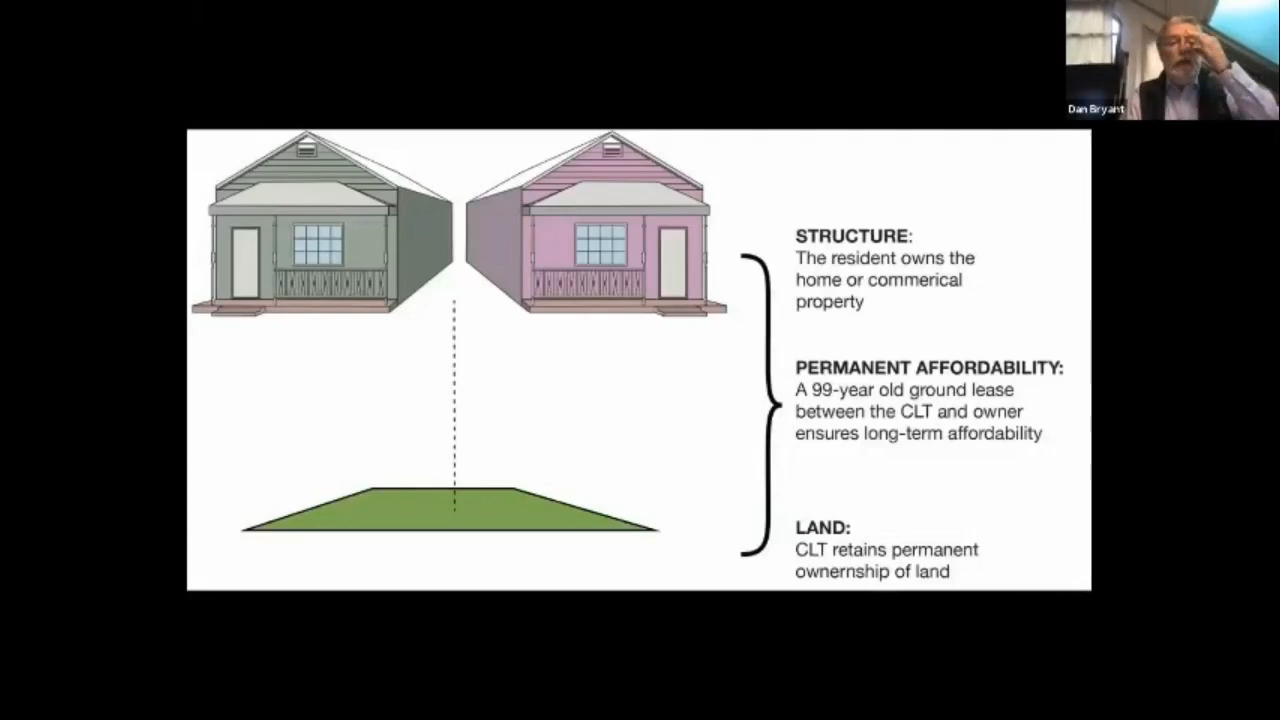 Dan Bryant
STRUCTURE:
The resident owns the
home or commerical
property
PERMANENT AFFORDABILITY:
A 99-year old ground lease
between the CLT and owner
ensures long-term affordability
LAND:
CLT retains permanent
ownernship of land